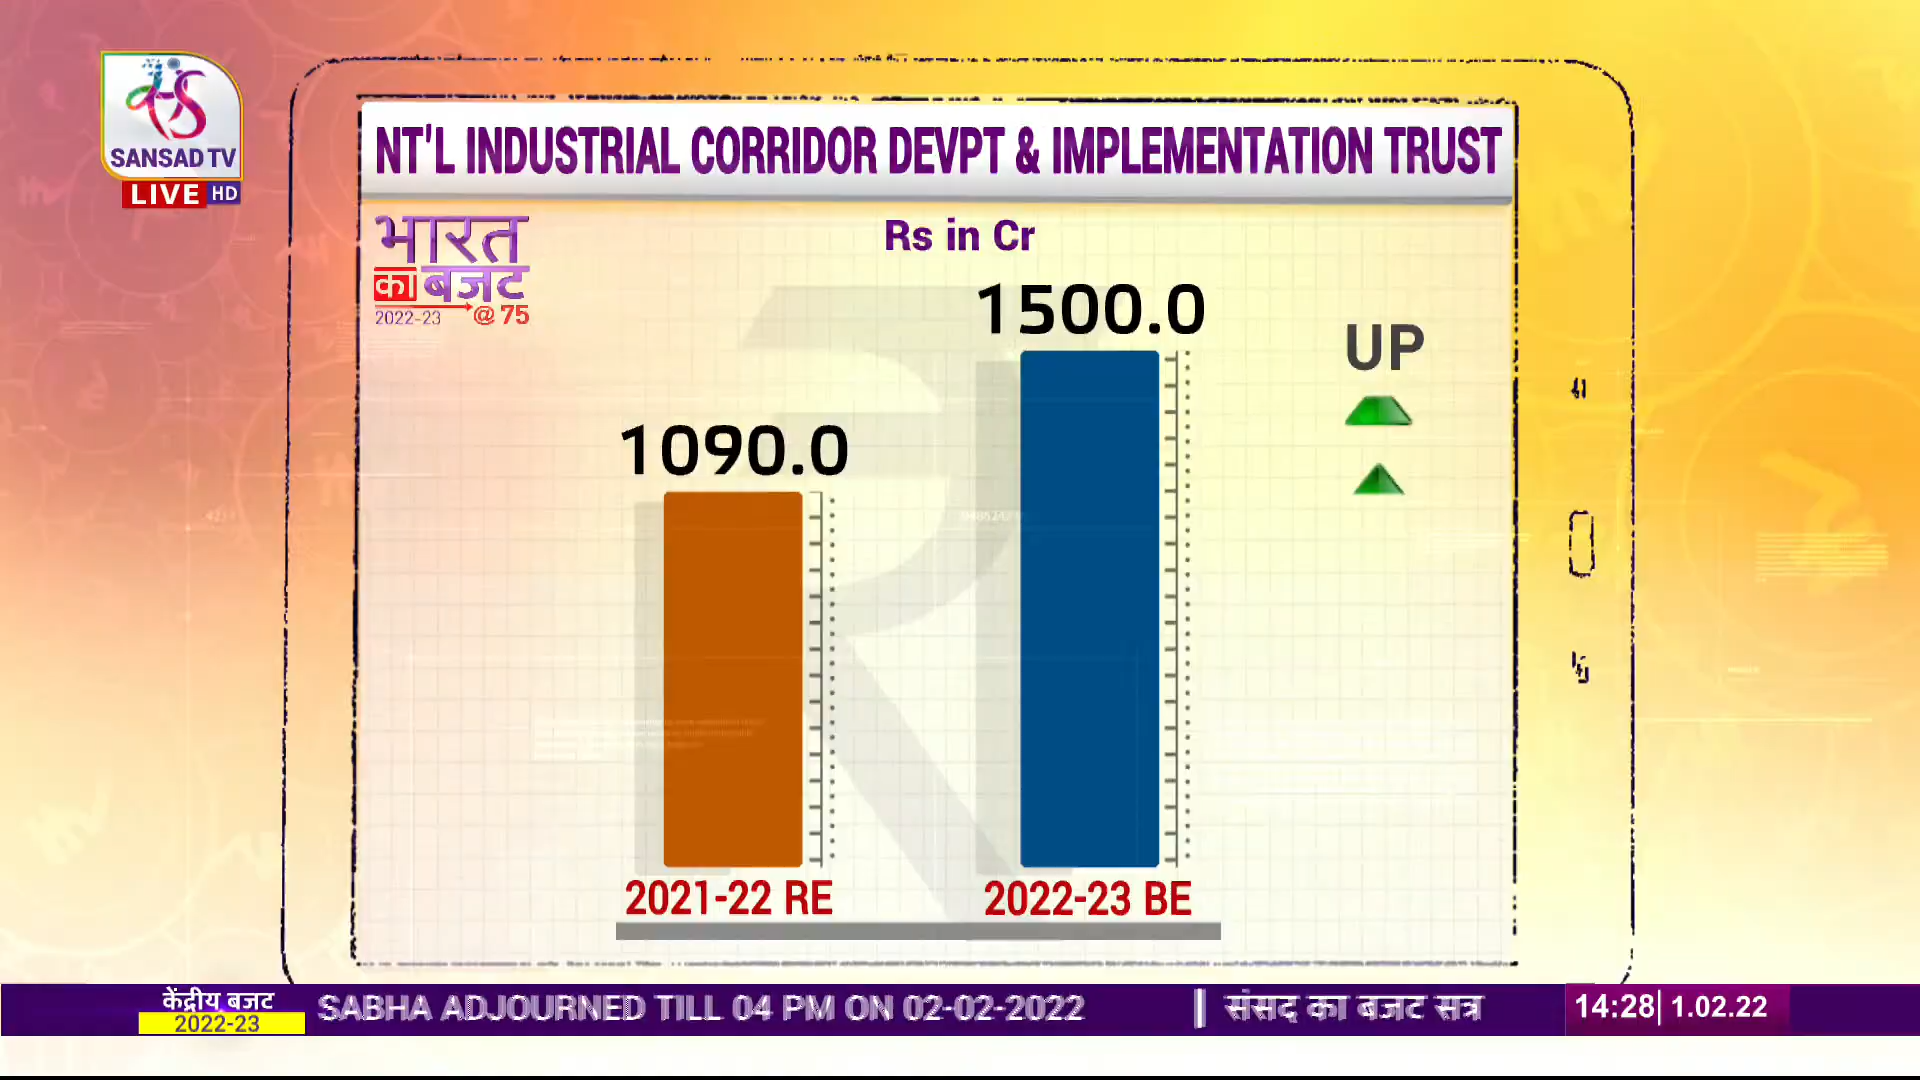 SANSAD TV
LIVE HD
NT'L INDUSTRIAL CORRIDOR DEVPT & IMPLEMENTATION TRUST
भारत
का बजट
2022-23 @ 75
Rs in Cr
1500.0
UP
1090.0
2021-22 RE
2022-23 BE
केंद्रीय बजट
2022-23
SABHA ADJOURNED TILL 04 PM ON 02-02-2022 | संसद का बजट सत्र
14:28 | 1.02.22